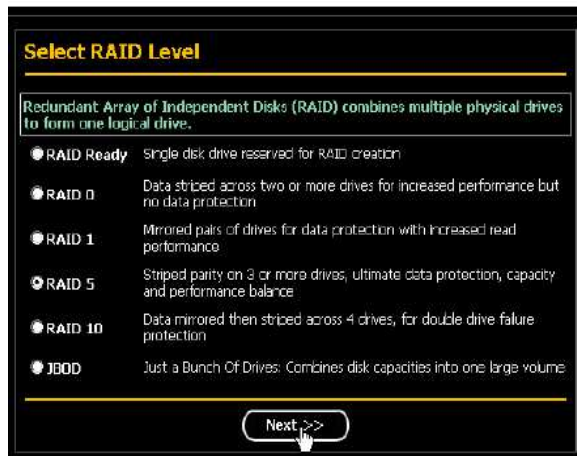 Select RAID Level
Redundant Array of Independent Disks (RAID) combines multiple physical drives
to form one logical drive.
RAID Ready Single disk drive reserved for RAID creation
RAID 0 Data striped across two or more drives for increased performance but
no data protection
RAID 1 Mirrored pairs of drives for data protection with increased read
performance
RAID 5 Striped parity on 3 or more drives, ultimate data protection, capacity
and performance balance
RAID 10 Data mirrored then striped across 4 drives, for double drive failure
protection
JBOD Just a Bunch Of Drives: Combines disk capacities into one large volume
Next >>